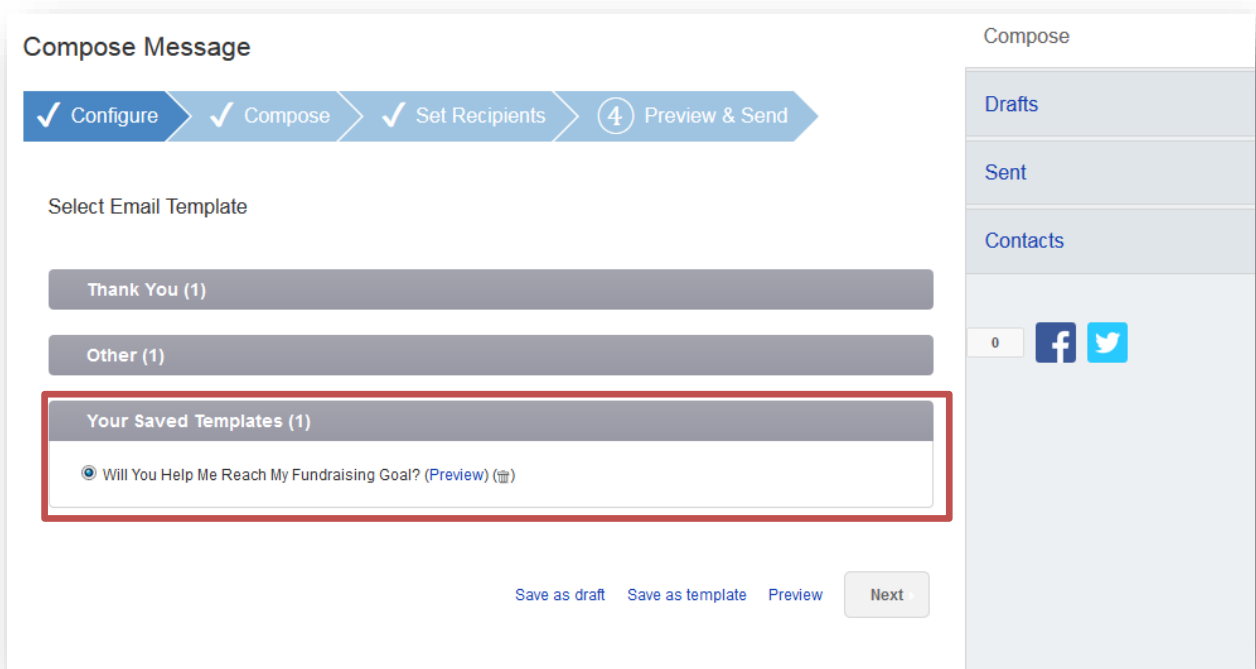 Compose Message
Configure
Compose
Set Recipients
4 Preview & Send
Select Email Template
Thank You (1)
Other (1)
Your Saved Templates (1)
Will You Help Me Reach My Fundraising Goal? (Preview) ()
Save as draft Save as template Preview Next
Compose
Drafts
Sent
Contacts
0